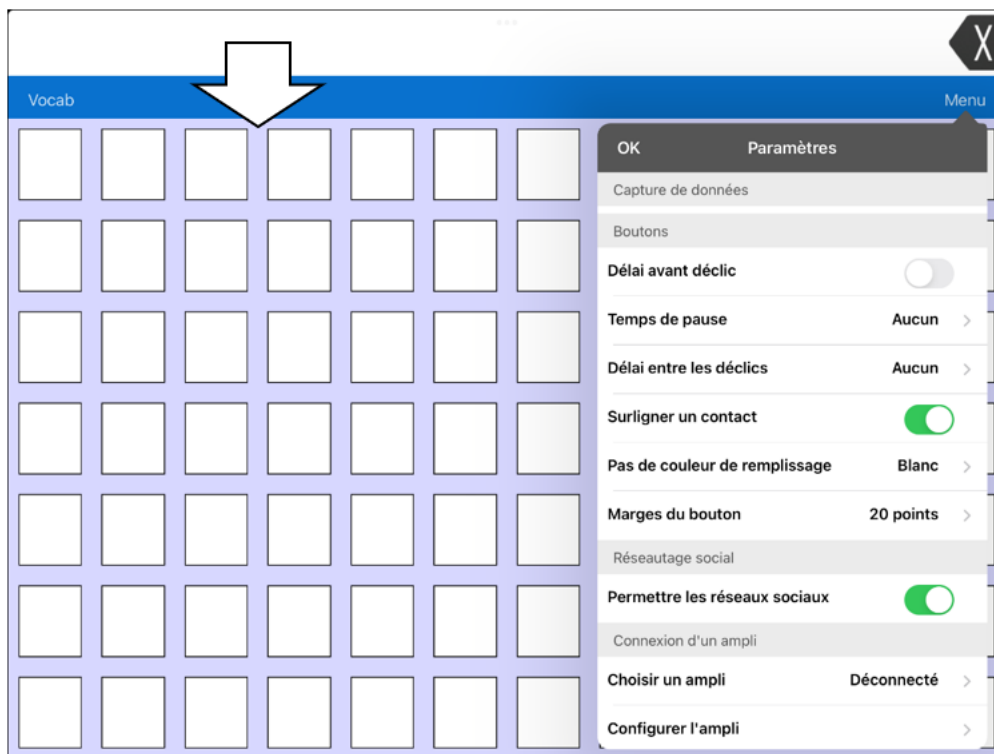 X
Vocab
Menu
OK Paramètres
Capture de données
Boutons
Délai avant déclic
Temps de pause Aucun
Délai entre les déclics Aucun
Surligner un contact
Pas de couleur de remplissage Blanc
Marges du bouton 20 points
Réseautage social
Permettre les réseaux sociaux
Connexion d'un ampli
Choisir un ampli Déconnecté
Configurer l'ampli